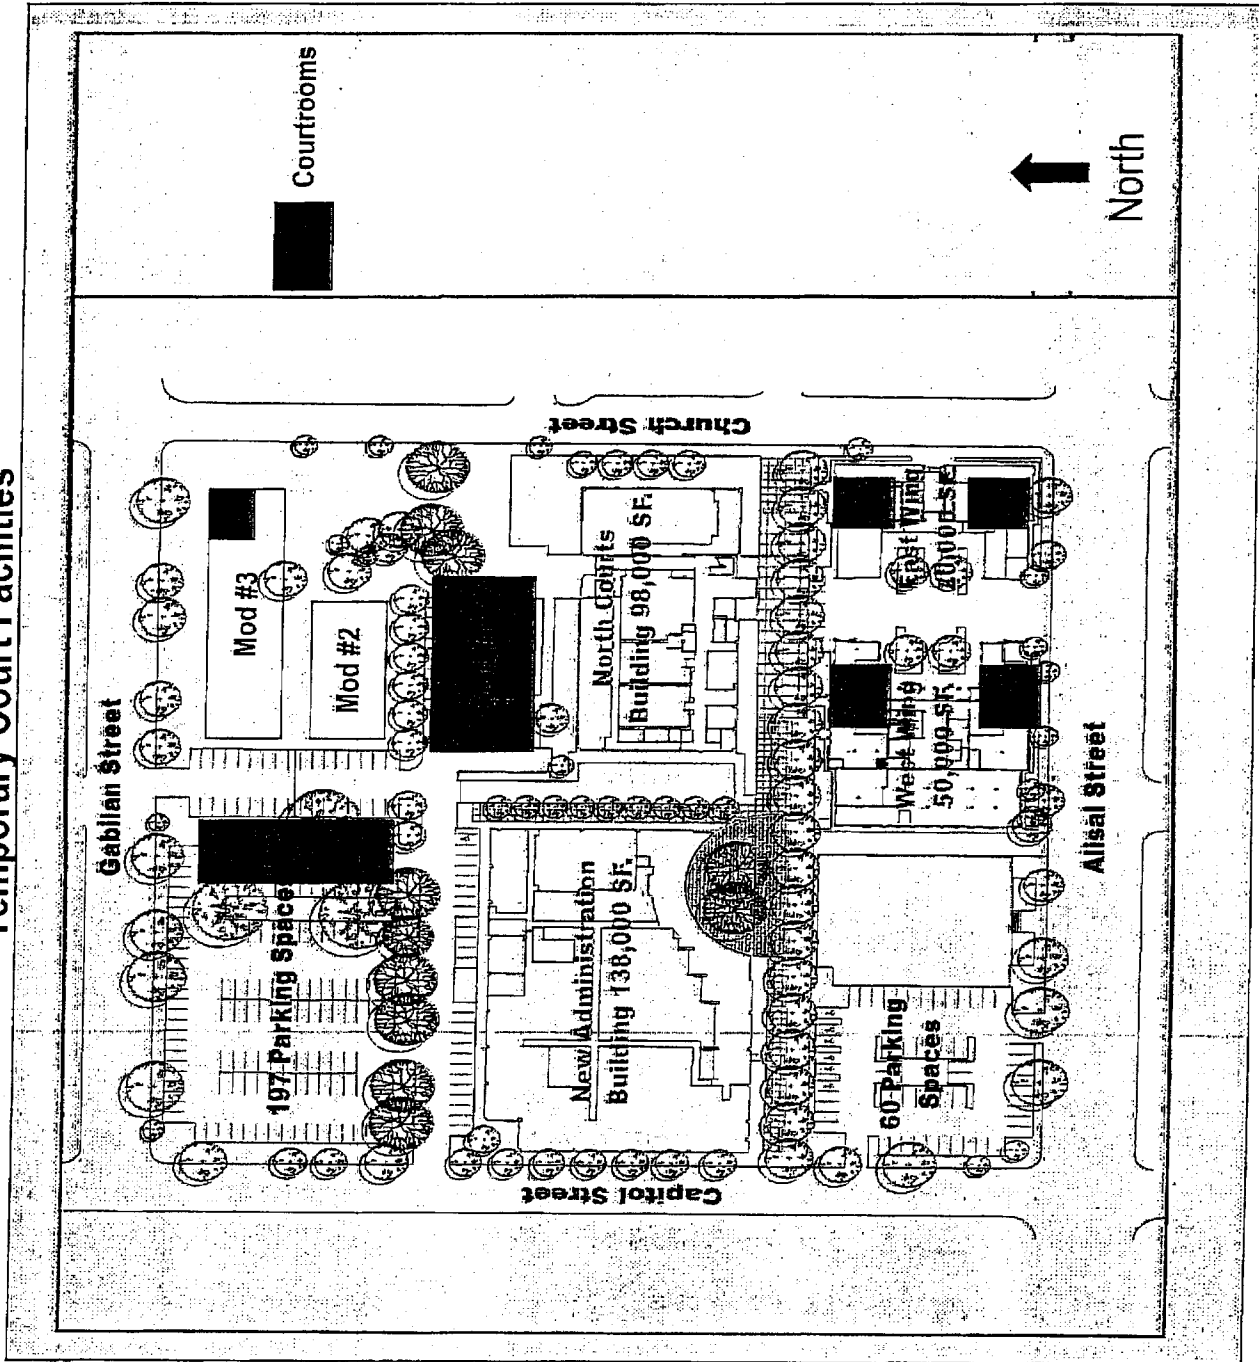 Temporary Court Facilities
Courtrooms
North
Gablian Street
Mod #3
Mod #2
197 Parking Space
Church Street
North Courts
Building 98,000 SF.
New Administration
Building 138,000 SF.
Capitol Street
East Wing
West Wing
50,000 SF.
60 Parking
Spaces
Alisal Street